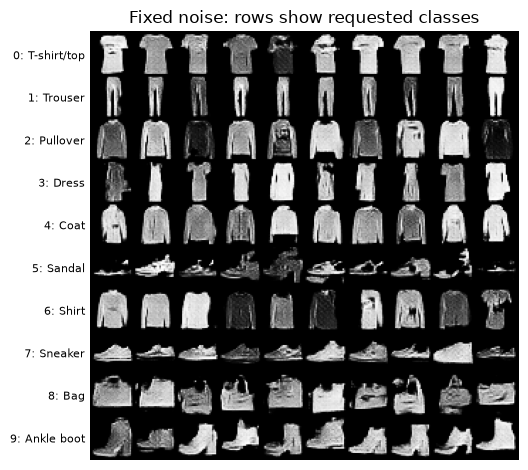 Fixed noise: rows show requested classes
0: T-shirt/top
1: Trouser
2: Pullover
3: Dress
4: Coat
5: Sandal
6: Shirt
7: Sneaker
8: Bag
9: Ankle boot